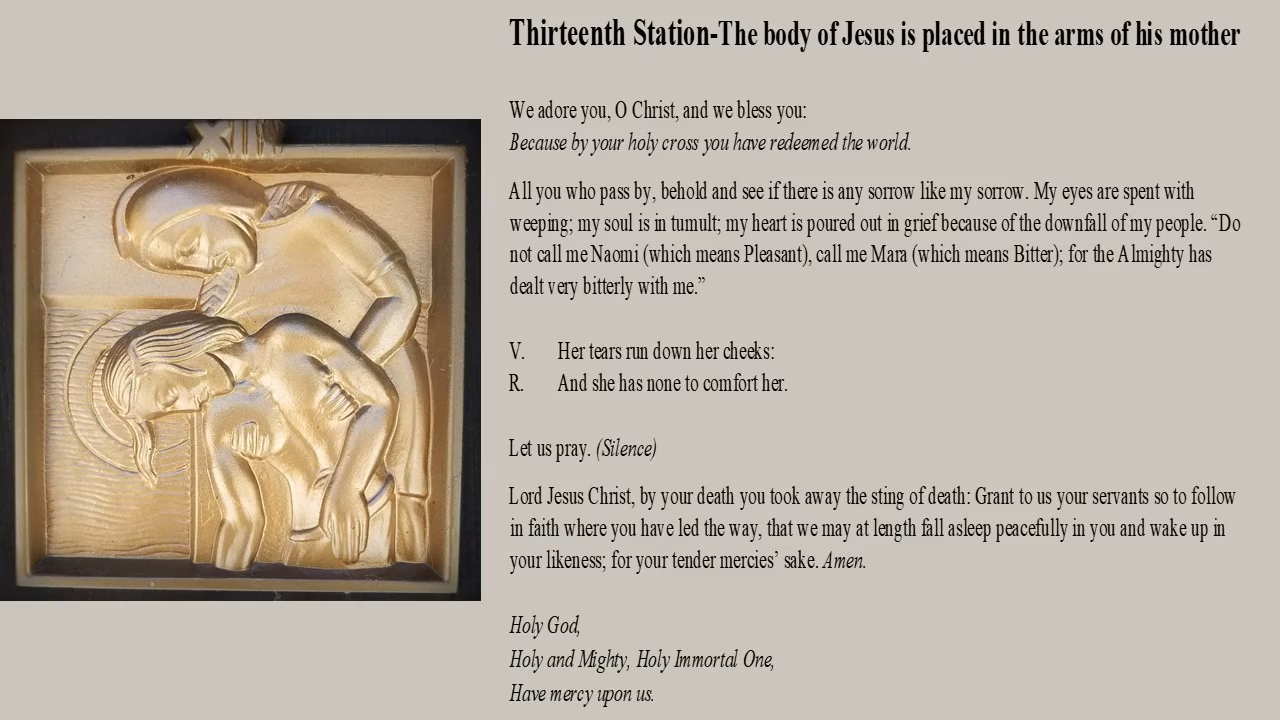 Thirteenth Station-The body of Jesus is placed in the arms of his mother
We adore you, O Christ, and we bless you:
Because by your holy cross you have redeemed the world.
All you who pass by, behold and see if there is any sorrow like my sorrow. My eyes are spent with
weeping; my soul is in tumult; my heart is poured out in grief because of the downfall of my people. “Do
not call me Naomi (which means Pleasant), call me Mara (which means Bitter); for the Almighty has
dealt very bitterly with me.”
V. Her tears run down her cheeks:
R. And she has none to comfort her.
Let us pray. (Silence)
Lord Jesus Christ, by your death you took away the sting of death: Grant to us your servants so to follow
in faith where you have led the way, that we may at length fall asleep peacefully in you and wake up in
your likeness; for your tender mercies’ sake. Amen.
Holy God,
Holy and Mighty, Holy Immortal One,
Have mercy upon us.
XIII